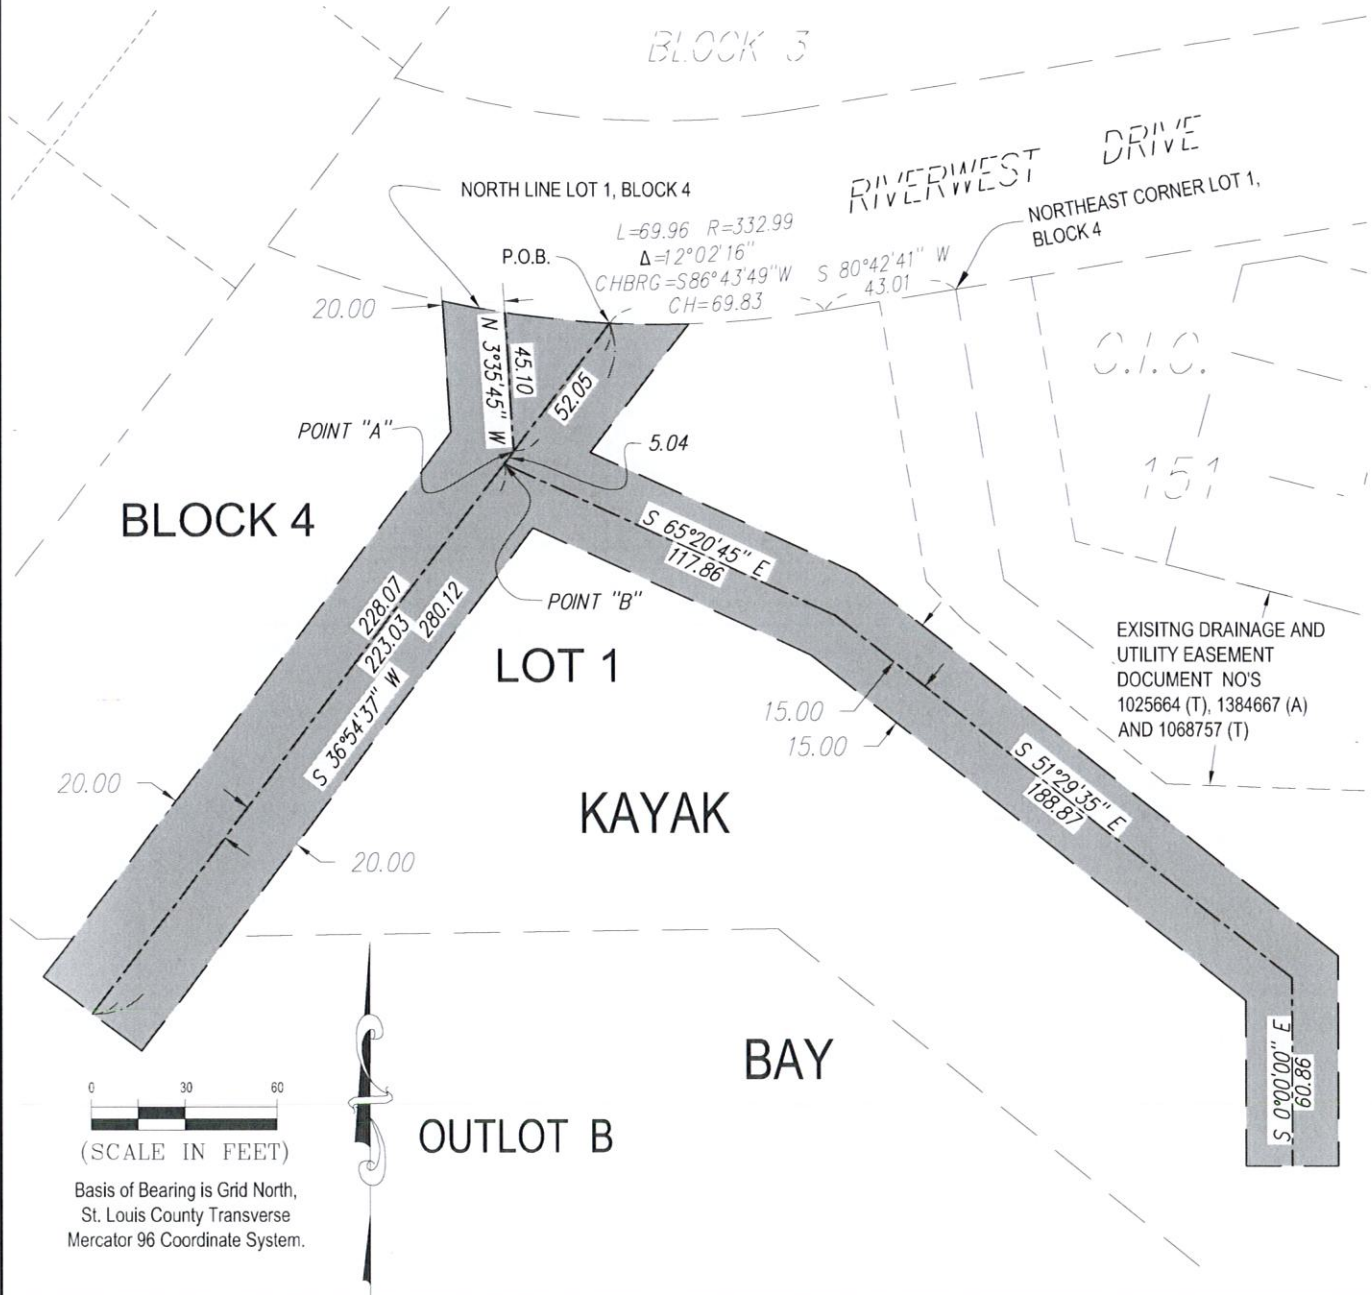 BLOCK 3
RIVERWEST DRIVE
NORTH LINE LOT 1, BLOCK 4
NORTHEAST CORNER LOT 1,
BLOCK 4
L=69.96 R=332.99
Δ=12°02'16"
CHBRG=S86°43'49"W
CH=69.83
S 80°42'41" W
43.01
P.O.B.
20.00
N 3°35'45" W
45.10
52.05
C.I.C.
151
POINT "A"
5.04
BLOCK 4
S 65°20'45" E
117.86
POINT "B"
228.07
223.03
280.12
S 36°54'37" W
LOT 1
EXISITNG DRAINAGE AND
UTILITY EASEMENT
DOCUMENT NO'S
1025664 (T), 1384667 (A)
AND 1068757 (T)
15.00
15.00
S 51°29'35" E
188.87
20.00
KAYAK
20.00
BAY
S 0°00'00" E
60.86
0 30 60
(SCALE IN FEET)
OUTLOT B
Basis of Bearing is Grid North,
St. Louis County Transverse
Mercator 96 Coordinate System.